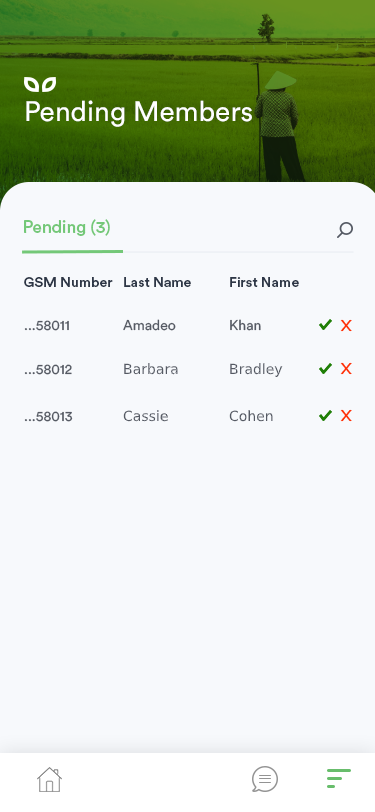 Pending Members
Pending (3)
GSM Number Last Name First Name
...58011 Amadeo Khan
...58012 Barbara Bradley
...58013 Cassie Cohen